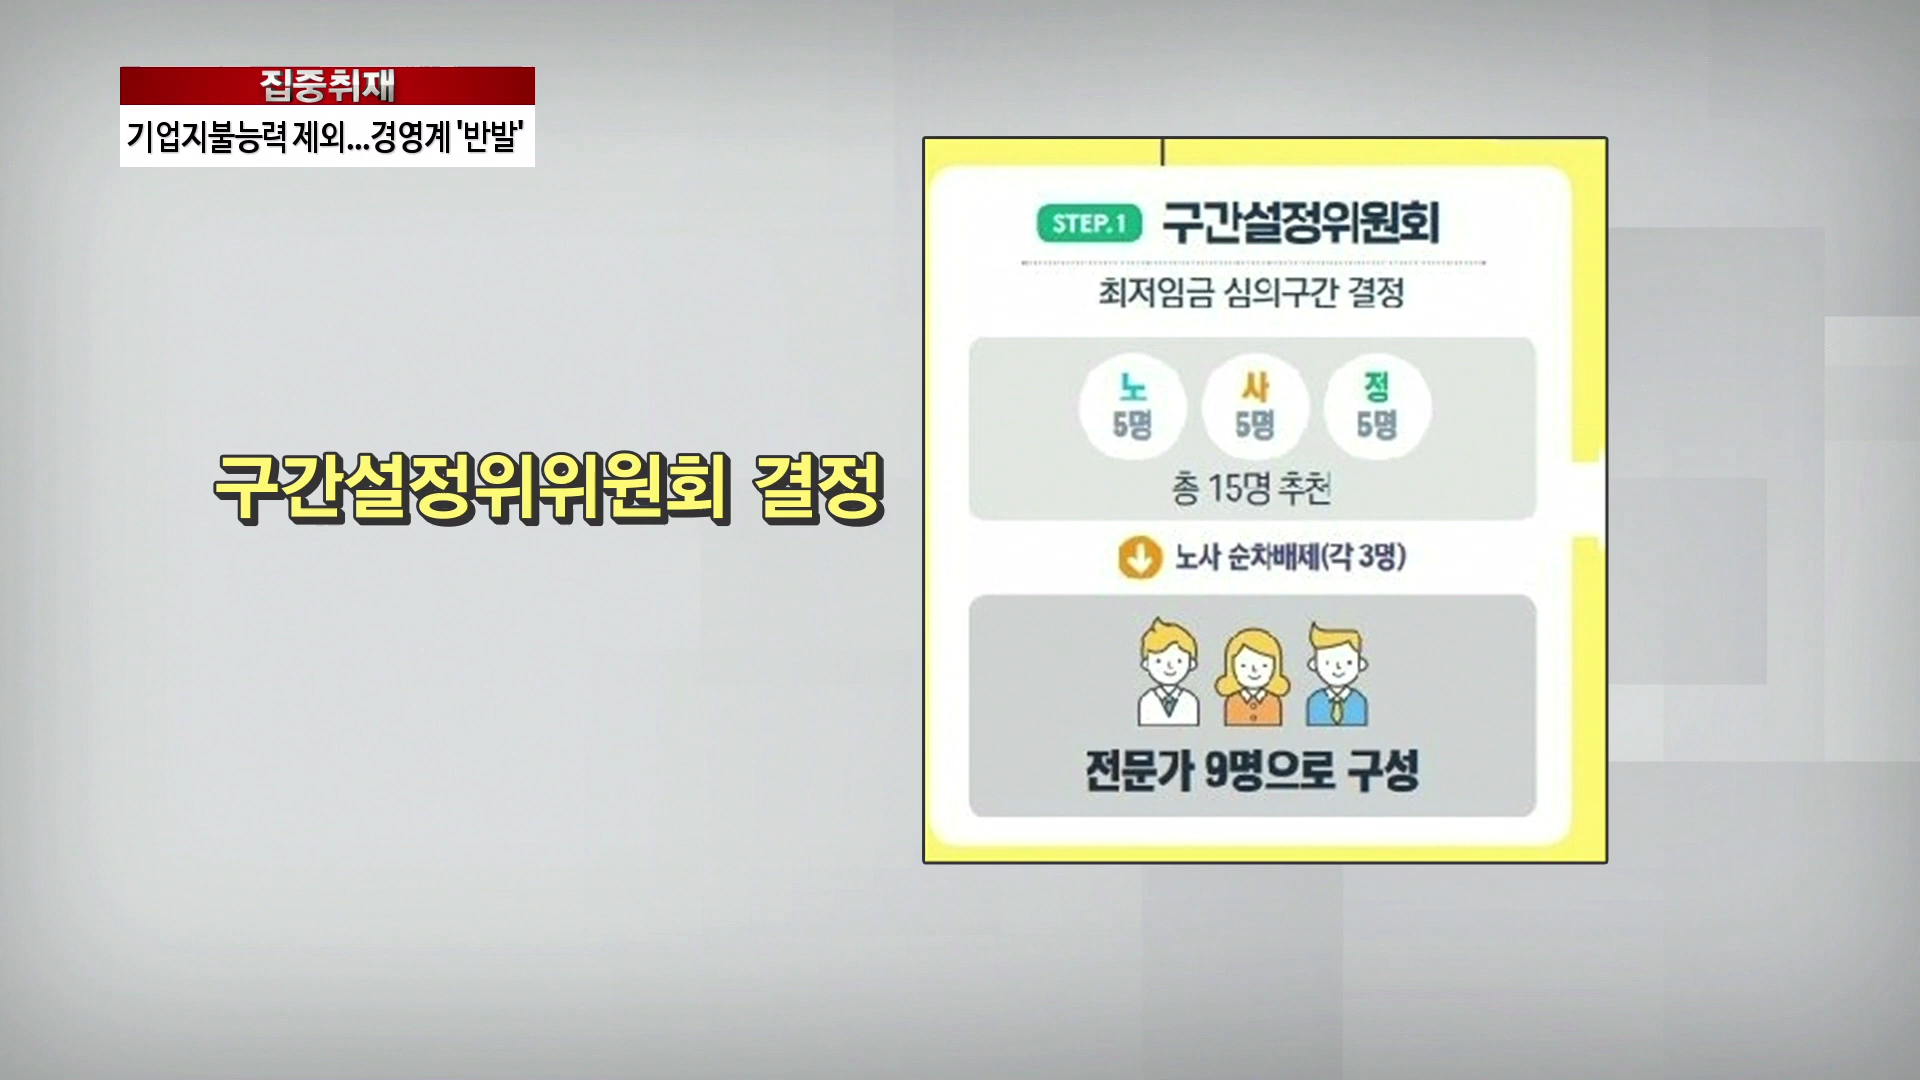 집중취재
기업지불능력 제외...경영계 '반발'
구간설정위위원회 결정
STEP.1 구간설정위원회
최저임금 심의구간 결정
노 사 정
5명 5명 5명
총 15명 추천
노사 순차배제(각 3명)
전문가 9명으로 구성